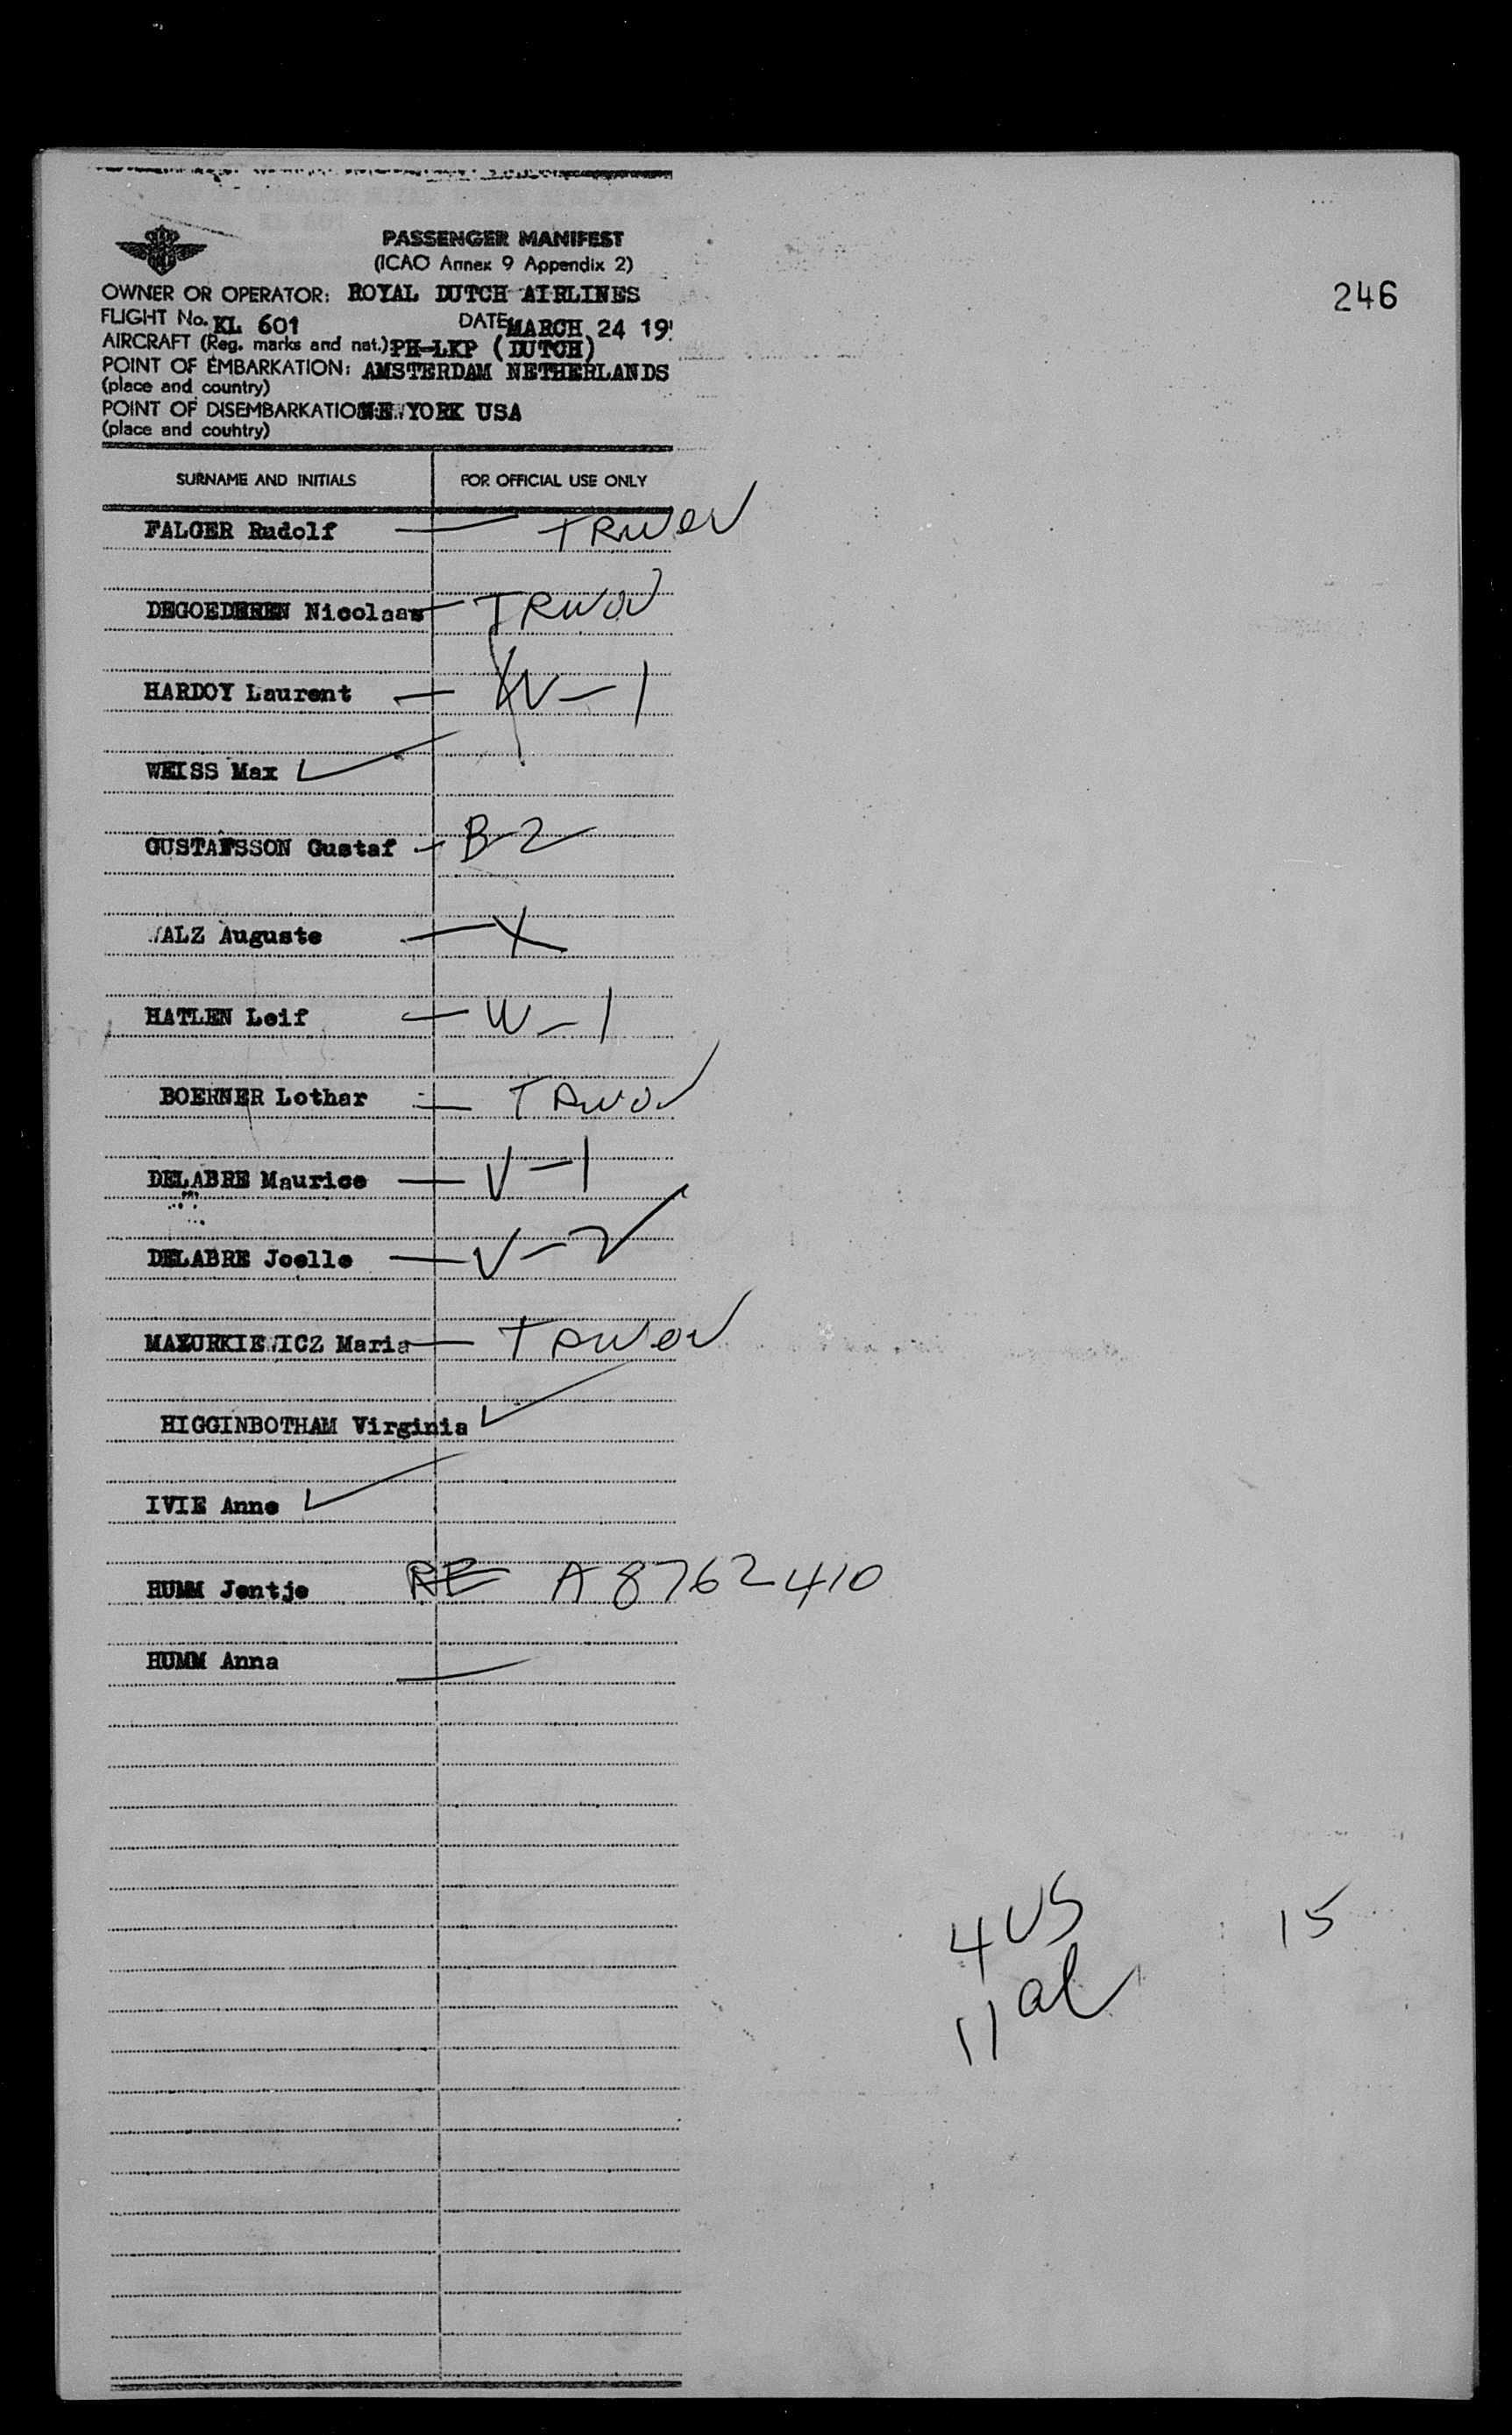 PASSENGER MANIFEST
(ICAO Annex 9 Appendix 2)
246
OWNER OR OPERATOR: ROYAL DUTCH AIRLINES
FLIGHT No. KL 601 DATE MARCH 24 19
AIRCRAFT (Reg. marks and nat.) PH-LKP (DUTCH)
POINT OF EMBARKATION: AMSTERDAM NETHERLANDS
(place and country)
POINT OF DISEMBARKATION: NEW YORK USA
(place and country)
SURNAME AND INITIALS FOR OFFICIAL USE ONLY
FALGER Rudolf — TRWOV
DEGOEDEREN Nicolaas — TRWOV
HARDOY Laurent — W-1
WEISS Max ✓
GUSTAFSSON Gustaf - B-2
WALZ Auguste — X
HATLEN Leif — W-1
BOERNER Lothar — TRWOV
DELABRE Maurice — V-1
DELABRE Joelle — V-2
MAZURKIEWICZ Maria — TRWOV
HIGGINBOTHAM Virginia ✓
IVIE Anne ✓
HUMM Jentje RE A8762410
HUMM Anna —
4 US 15
11 al